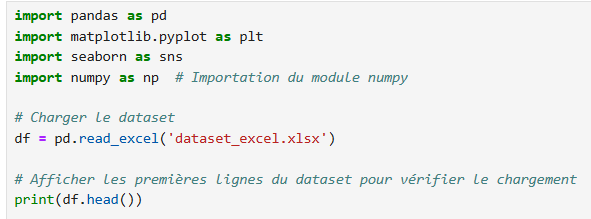 import pandas as pd
import matplotlib.pyplot as plt
import seaborn as sns
import numpy as np  # Importation du module numpy

# Charger le dataset
df = pd.read_excel('dataset_excel.xlsx')

# Afficher les premières lignes du dataset pour vérifier le chargement
print(df.head())